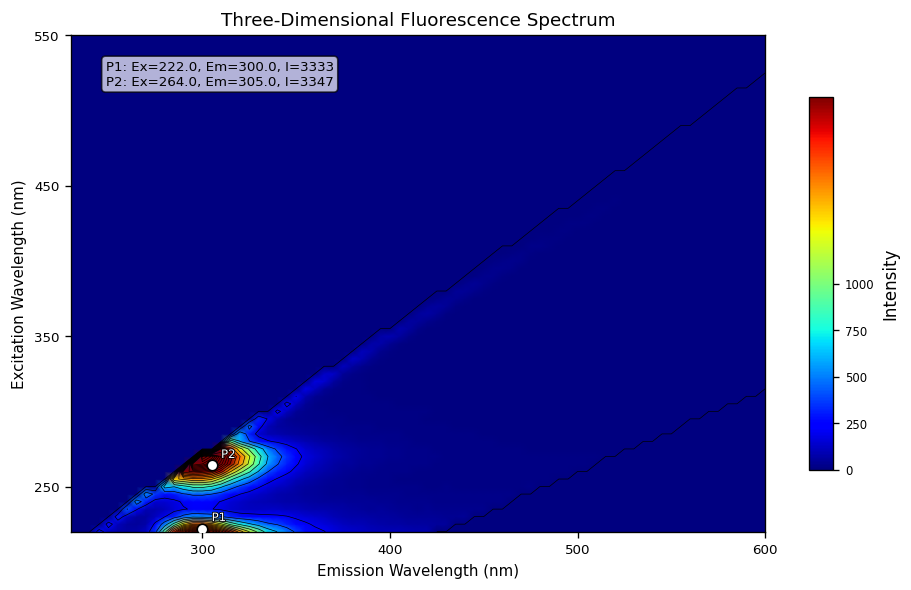 Three-Dimensional Fluorescence Spectrum
550
P1: Ex=222.0, Em=300.0, I=3333
P2: Ex=264.0, Em=305.0, I=3347
450
350
250
Excitation Wavelength (nm)
P2
P1
300
400
500
600
Emission Wavelength (nm)
1000
750
500
250
0
Intensity